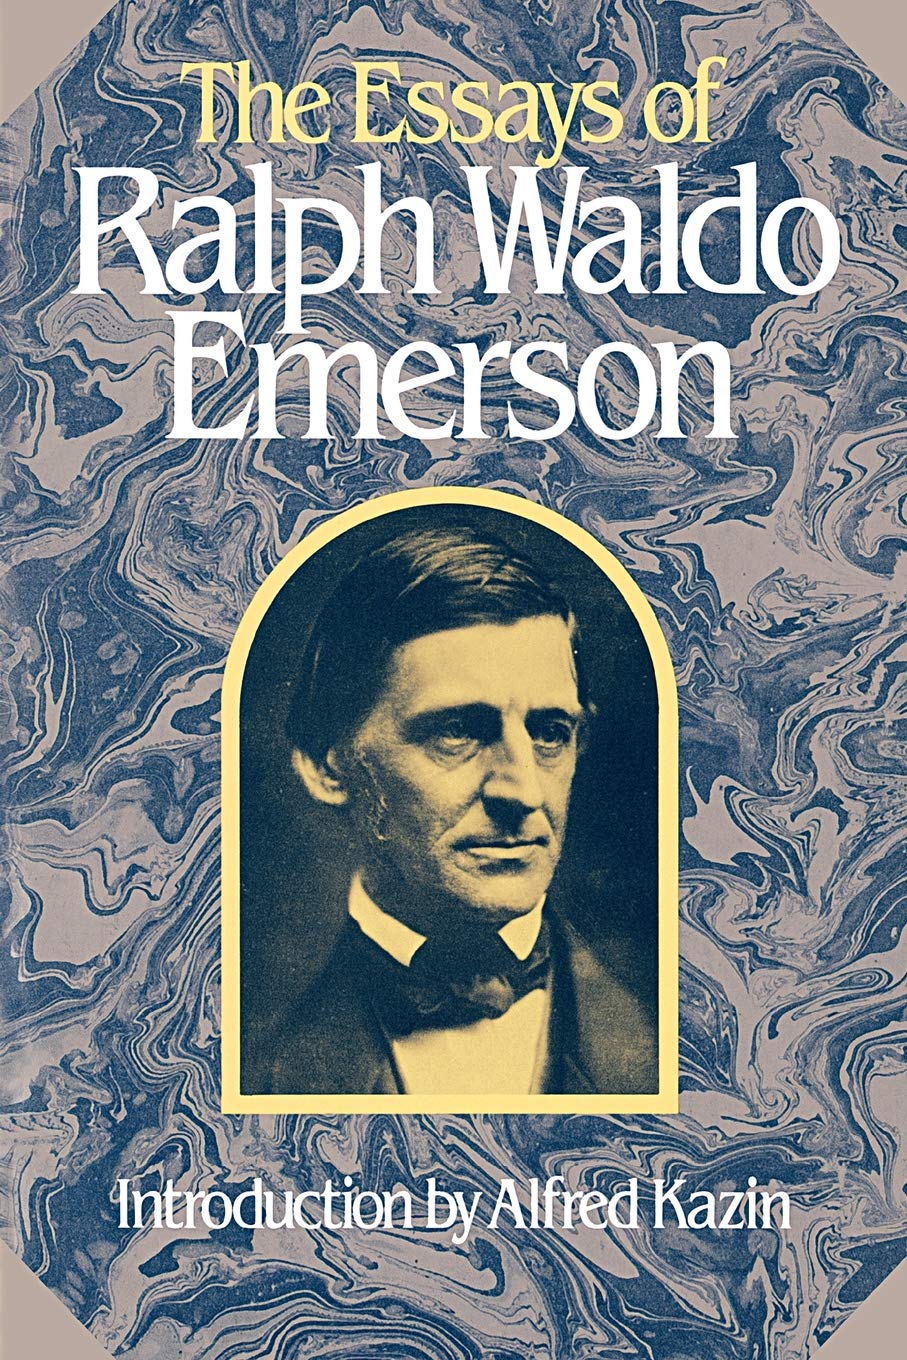 The Essays of
Ralph Waldo
Emerson
Introduction by Alfred Kazin